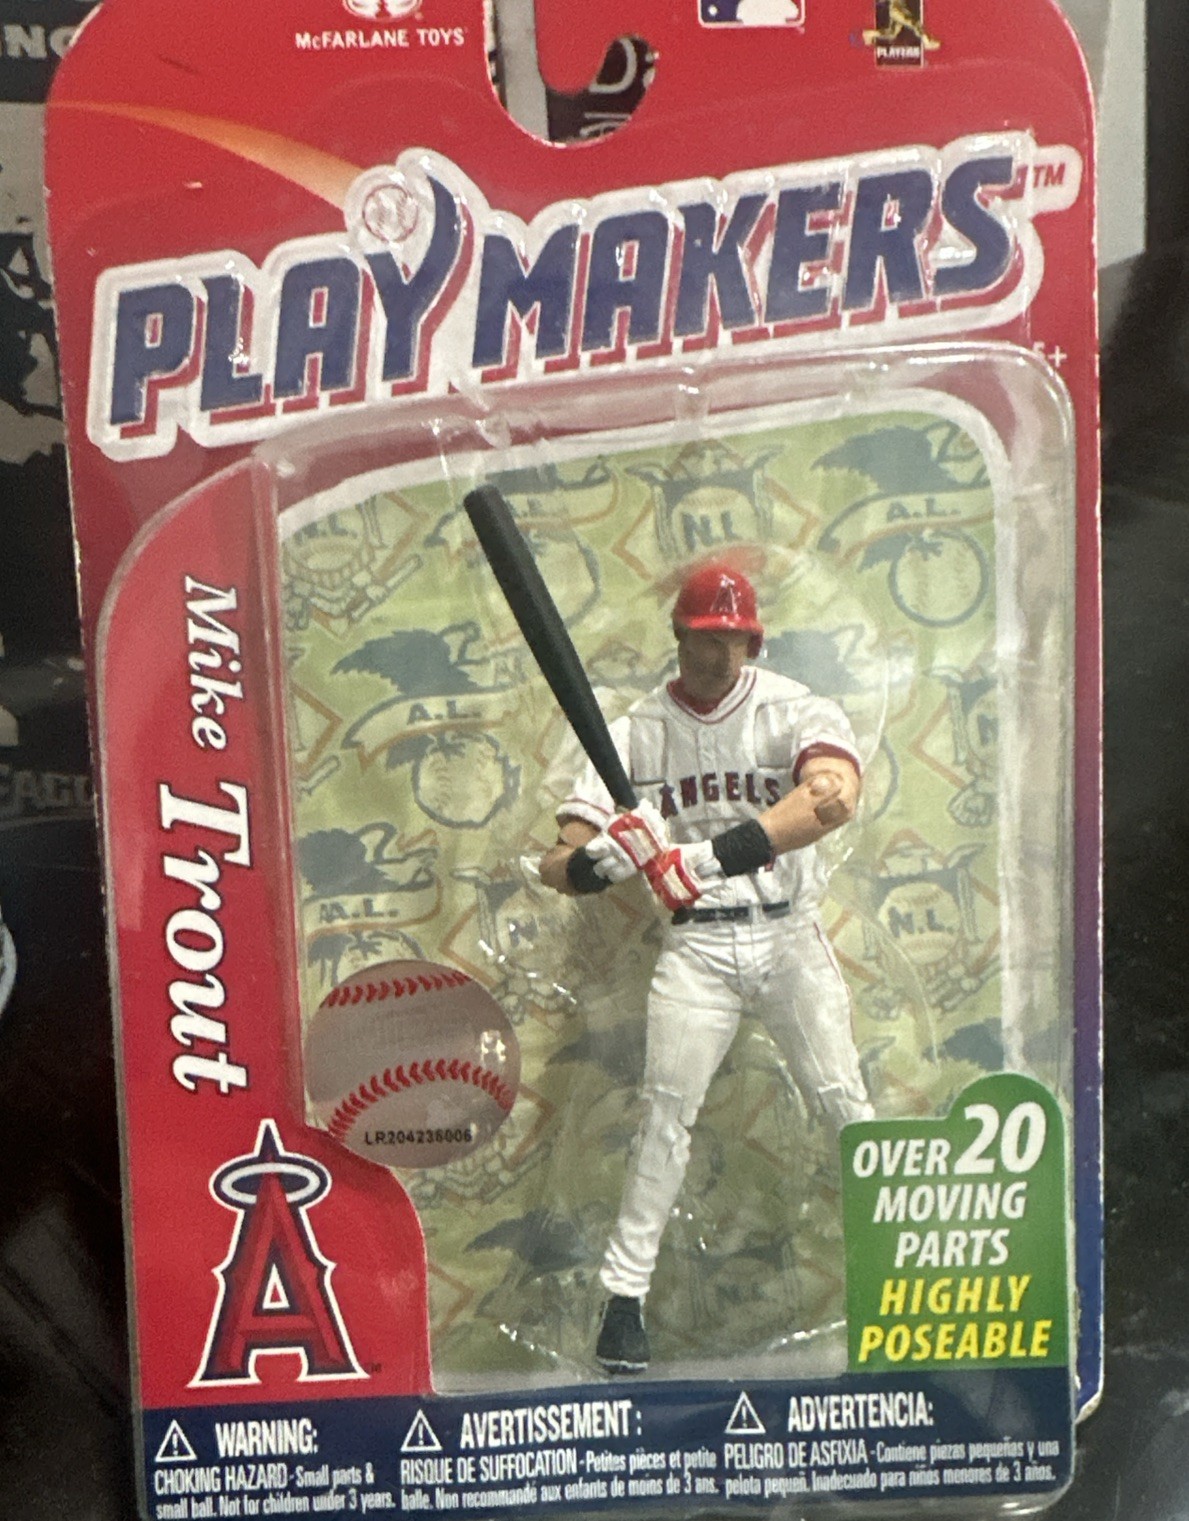 McFARLANE TOYS
PLAYERS
PLAYMAKERS™
5+
Mike Trout
A
ANGELS
N.L.
N.L.
A.L.
A.L.
A.L.
N.L.
LR204236006
A
OVER 20
MOVING
PARTS
HIGHLY
POSEABLE
WARNING:
CHOKING HAZARD-Small parts &
small ball. Not for children under 3 years.
AVERTISSEMENT:
RISQUE DE SUFFOCATION-Petites pièces et petite
balle. Non recommandé aux enfants de moins de 3 ans.
ADVERTENCIA:
PELIGRO DE ASFIXIA-Contiene piezas pequeñas y una
pelota pequeñ. Inadecuado para niños menores de 3 años.